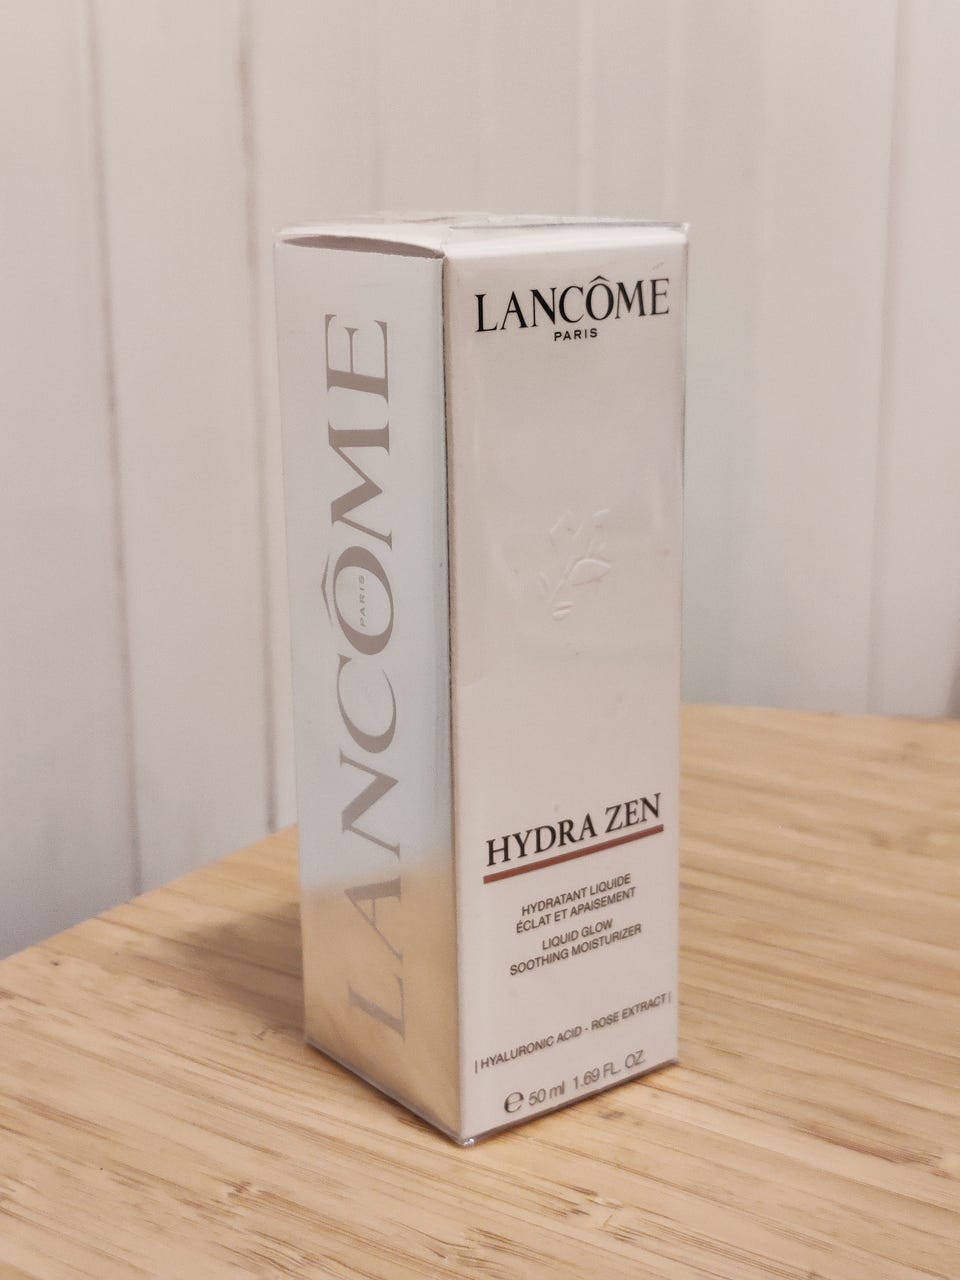 LANCÔME
PARIS
LANCÔME
PARIS
HYDRA ZEN
HYDRATANT LIQUIDE
ÉCLAT ET APAISEMENT
LIQUID GLOW
SOOTHING MOISTURIZER
| HYALURONIC ACID - ROSE EXTRACT |
℮ 50 ml 1.69 FL. OZ.